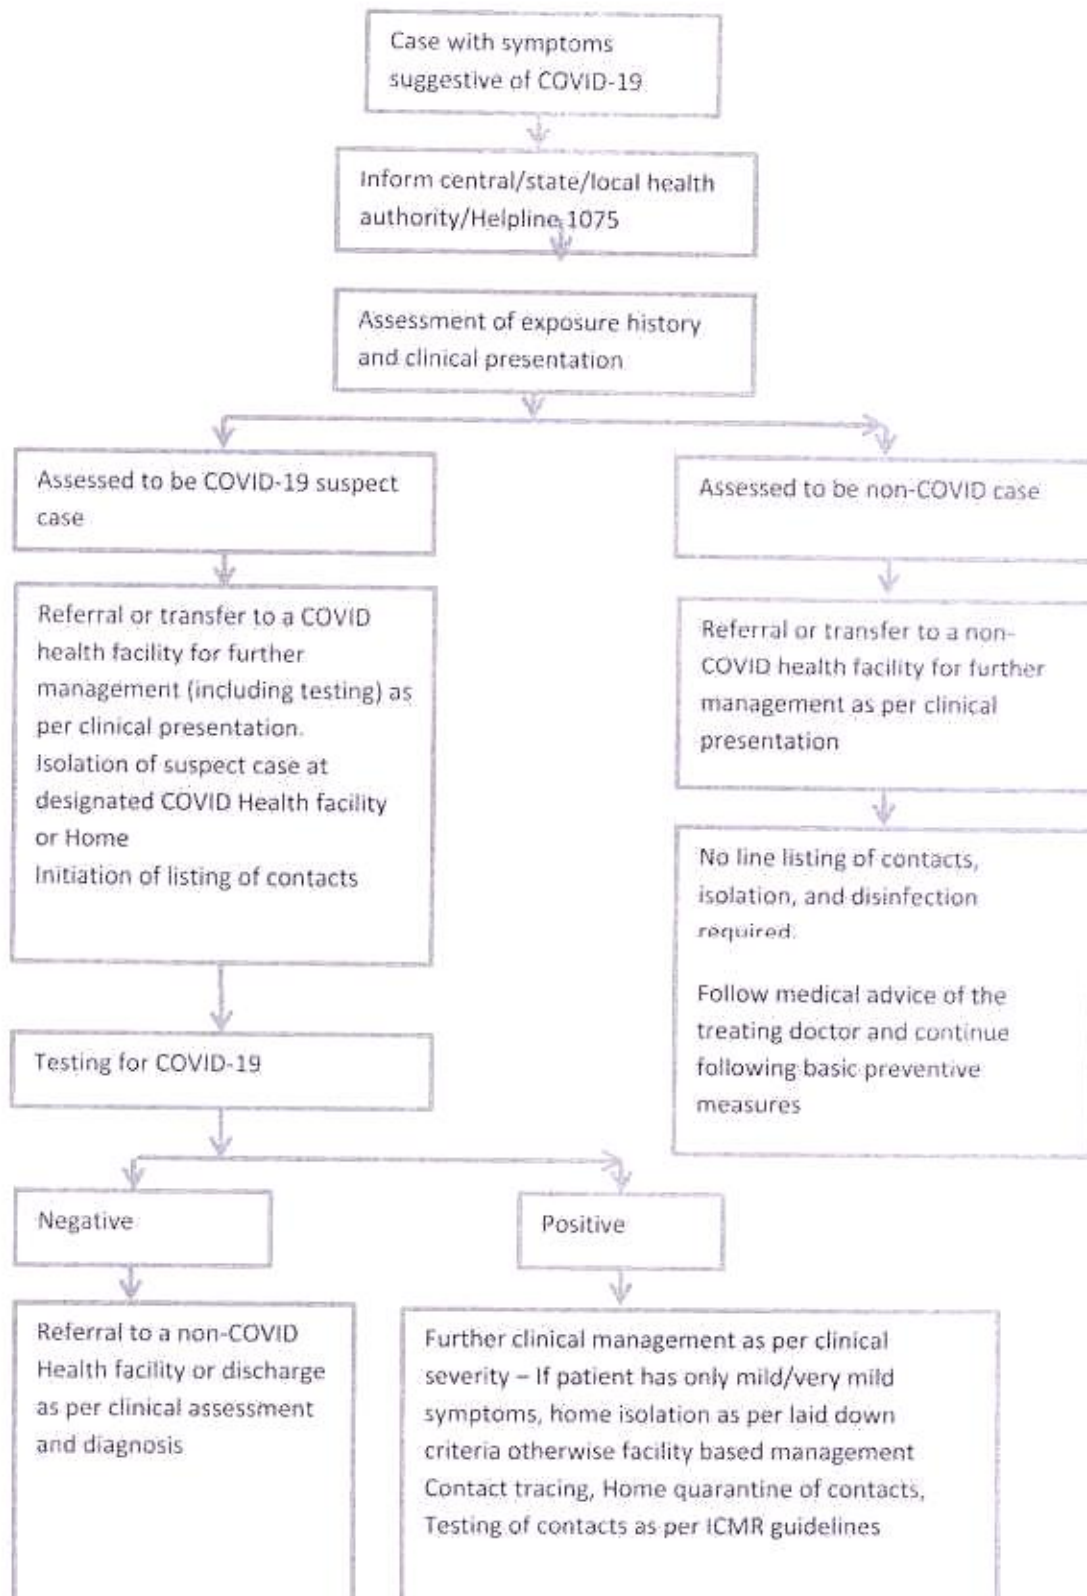 Case with symptoms
suggestive of COVID-19
Inform central/state/local health
authority/Helpline 1075
Assessment of exposure history
and clinical presentation
Assessed to be COVID-19 suspect
case
Assessed to be non-COVID case
Referral or transfer to a COVID
health facility for further
management (including testing) as
per clinical presentation.
Isolation of suspect case at
designated COVID Health facility
or Home
Initiation of listing of contacts
Referral or transfer to a non-
COVID health facility for further
management as per clinical
presentation
No line listing of contacts,
isolation, and disinfection
required.
Follow medical advice of the
treating doctor and continue
following basic preventive
measures
Testing for COVID-19
Negative
Positive
Referral to a non-COVID
Health facility or discharge
as per clinical assessment
and diagnosis
Further clinical management as per clinical
severity – If patient has only mild/very mild
symptoms, home isolation as per laid down
criteria otherwise facility based management
Contact tracing, Home quarantine of contacts,
Testing of contacts as per ICMR guidelines